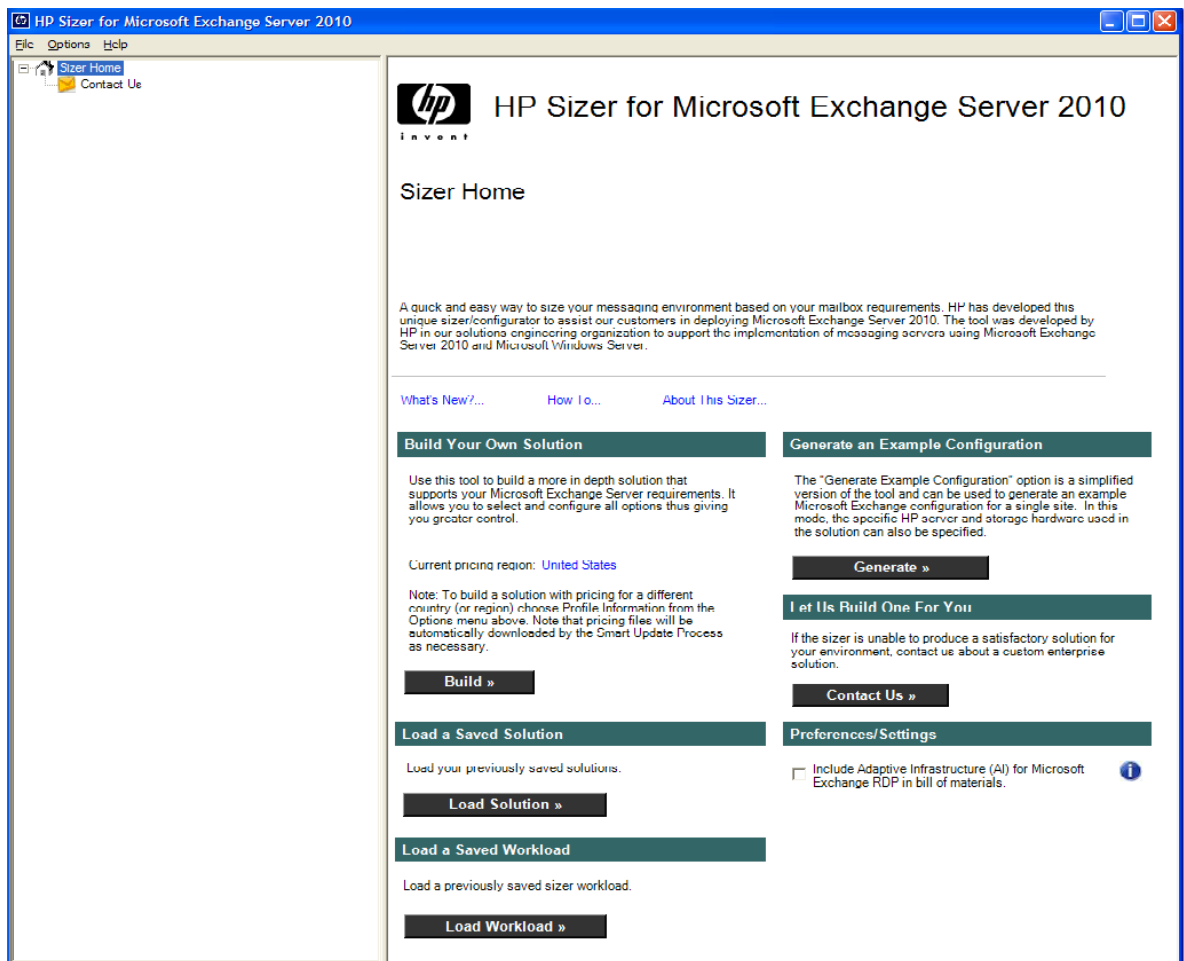 HP Sizer for Microsoft Exchange Server 2010
File Options Help
Sizer Home
Contact Us
hp
invent
HP Sizer for Microsoft Exchange Server 2010
Sizer Home
A quick and easy way to size your messaging environment based on your mailbox requirements. HP has developed this
unique sizer/configurator to assist our customers in deploying Microsoft Exchange Server 2010. The tool was developed by
HP in our solutions engineering organization to support the implementation of messaging servers using Microsoft Exchange
Server 2010 and Microsoft Windows Server.
What's New?... How To... About This Sizer...
Build Your Own Solution
Use this tool to build a more in depth solution that
supports your Microsoft Exchange Server requirements. It
allows you to select and configure all options thus giving
you greater control.
Current pricing region: United States
Note: To build a solution with pricing for a different
country (or region) choose Profile Information from the
Options menu above. Note that pricing files will be
automatically downloaded by the Smart Update Process
as necessary.
Build »
Load a Saved Solution
Load your previously saved solutions.
Load Solution »
Load a Saved Workload
Load a previously saved sizer workload.
Load Workload »
Generate an Example Configuration
The "Generate Example Configuration" option is a simplified
version of the tool and can be used to generate an example
Microsoft Exchange configuration for a single site. In this
mode, the specific HP server and storage hardware used in
the solution can also be specified.
Generate »
Let Us Build One For You
If the sizer is unable to produce a satisfactory solution for
your environment, contact us about a custom enterprise
solution.
Contact Us »
Preferences/Settings
Include Adaptive Infrastructure (AI) for Microsoft
Exchange RDP in bill of materials.